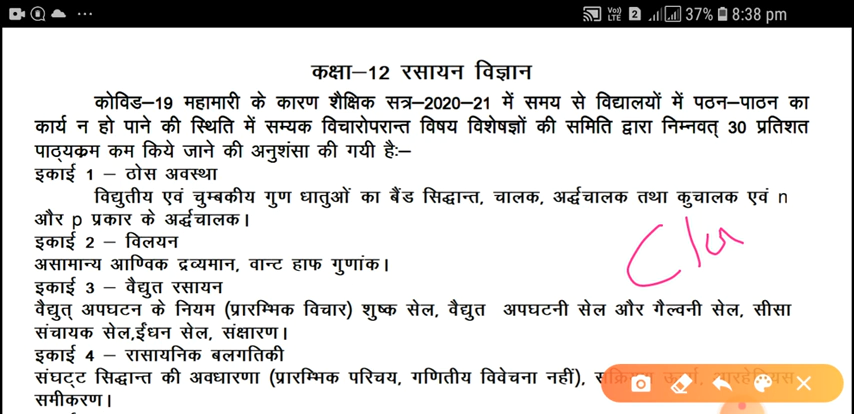 Vo)) LTE 2 37% 8:38 pm
कक्षा–12 रसायन विज्ञान
कोविड–19 महामारी के कारण शैक्षिक सत्र–2020–21 में समय से विद्यालयों में पठन–पाठन का
कार्य न हो पाने की स्थिति में सम्यक विचारोपरान्त विषय विशेषज्ञों की समिति द्वारा निम्नवत् 30 प्रतिशत
पाठ्यक्रम कम किये जाने की अनुशंसा की गयी हैः–
इकाई 1 – ठोस अवस्था
विद्युतीय एवं चुम्बकीय गुण धातुओं का बैंड सिद्धान्त, चालक, अर्द्धचालक तथा कुचालक एवं n
और p प्रकार के अर्द्धचालक।
इकाई 2 – विलयन
असामान्य आण्विक द्रव्यमान, वान्ट हाफ गुणांक।
इकाई 3 – वैद्युत रसायन
वैद्युत् अपघटन के नियम (प्रारम्भिक विचार) शुष्क सेल, वैद्युत अपघटनी सेल और गैल्वनी सेल, सीसा
संचायक सेल,ईंधन सेल, संक्षारण।
इकाई 4 – रासायनिक बलगतिकी
संघट्ट सिद्धान्त की अवधारणा (प्रारम्भिक परिचय, गणितीय विवेचना नहीं),
समीकरण।